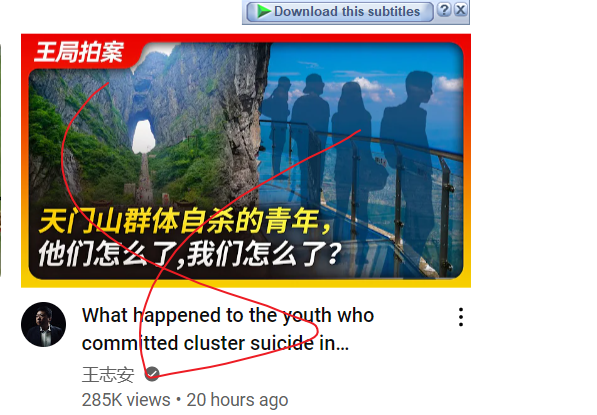 Download this subtitles ? X
王局拍案
天门山群体自杀的青年，
他们怎么了,我们怎么了?
What happened to the youth who
committed cluster suicide in…
王志安
285K views • 20 hours ago